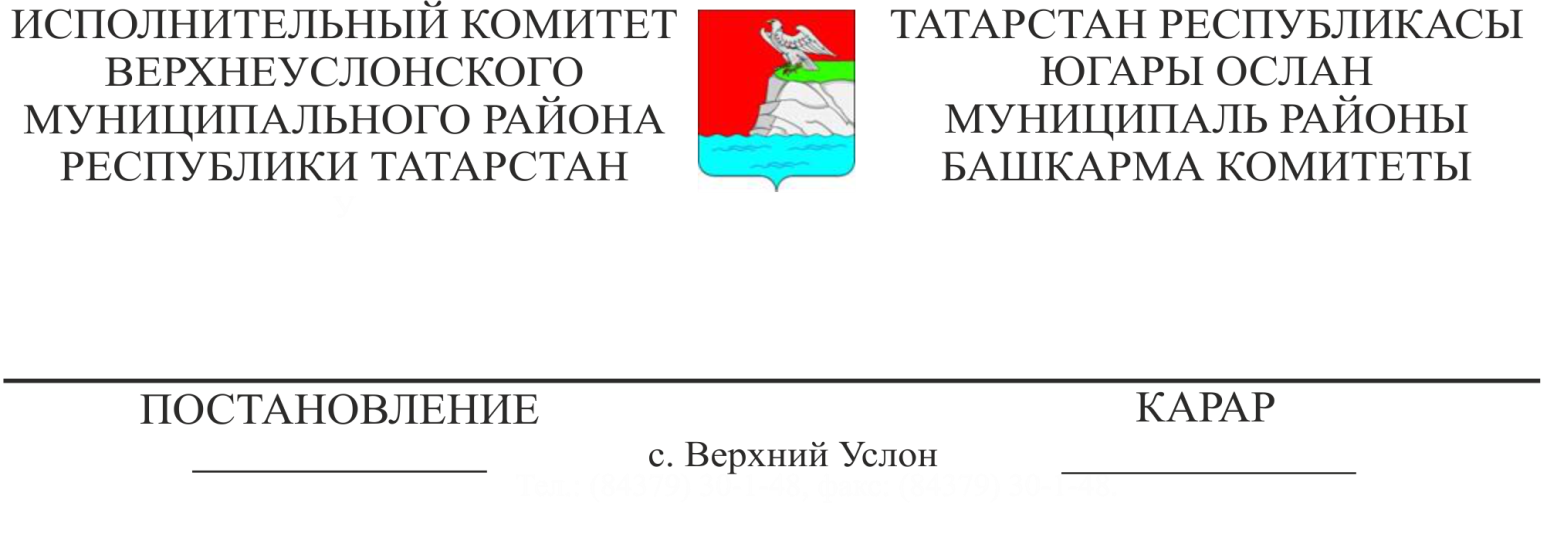 ИСПОЛНИТЕЛЬНЫЙ КОМИТЕТ
ВЕРХНЕУСЛОНСКОГО
МУНИЦИПАЛЬНОГО РАЙОНА
РЕСПУБЛИКИ ТАТАРСТАН
ТАТАРСТАН РЕСПУБЛИКАСЫ
ЮГАРЫ ОСЛАН
МУНИЦИПАЛЬ РАЙОНЫ
БАШКАРМА КОМИТЕТЫ
ПОСТАНОВЛЕНИЕ
КАРАР
с. Верхний Услон